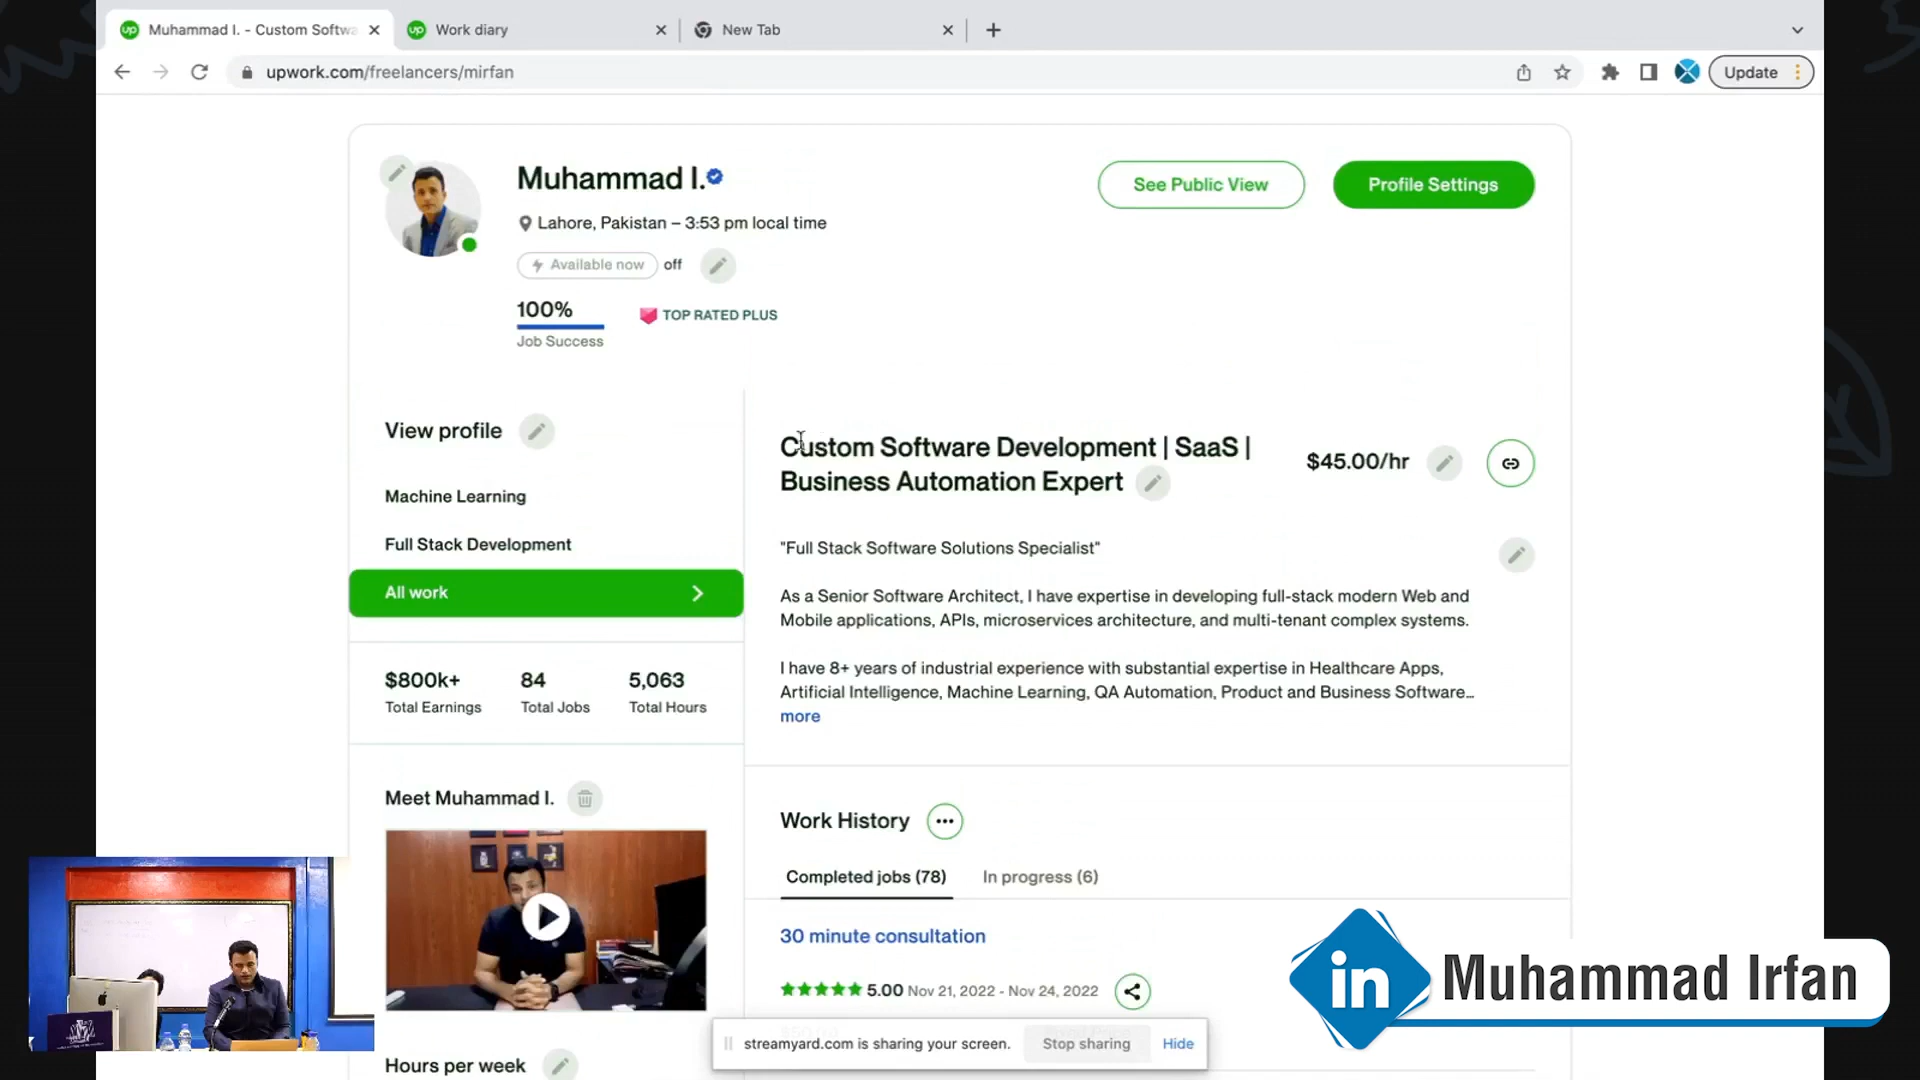 Muhammad I. - Custom Softwa
Work diary
New Tab
upwork.com/freelancers/mirfan
Update
Muhammad I.
Lahore, Pakistan – 3:53 pm local time
Available now
off
See Public View
Profile Settings
100%
Job Success
TOP RATED PLUS
View profile
Machine Learning
Full Stack Development
All work
$800k+
Total Earnings
84
Total Jobs
5,063
Total Hours
Meet Muhammad I.
Hours per week
Custom Software Development | SaaS |
Business Automation Expert
$45.00/hr
"Full Stack Software Solutions Specialist"
As a Senior Software Architect, I have expertise in developing full-stack modern Web and
Mobile applications, APIs, microservices architecture, and multi-tenant complex systems.
I have 8+ years of industrial experience with substantial expertise in Healthcare Apps,
Artificial Intelligence, Machine Learning, QA Automation, Product and Business Software...
more
Work History
Completed jobs (78)
In progress (6)
30 minute consultation
5.00 Nov 21, 2022 - Nov 24, 2022
streamyard.com is sharing your screen.
Stop sharing
Hide
in
Muhammad Irfan